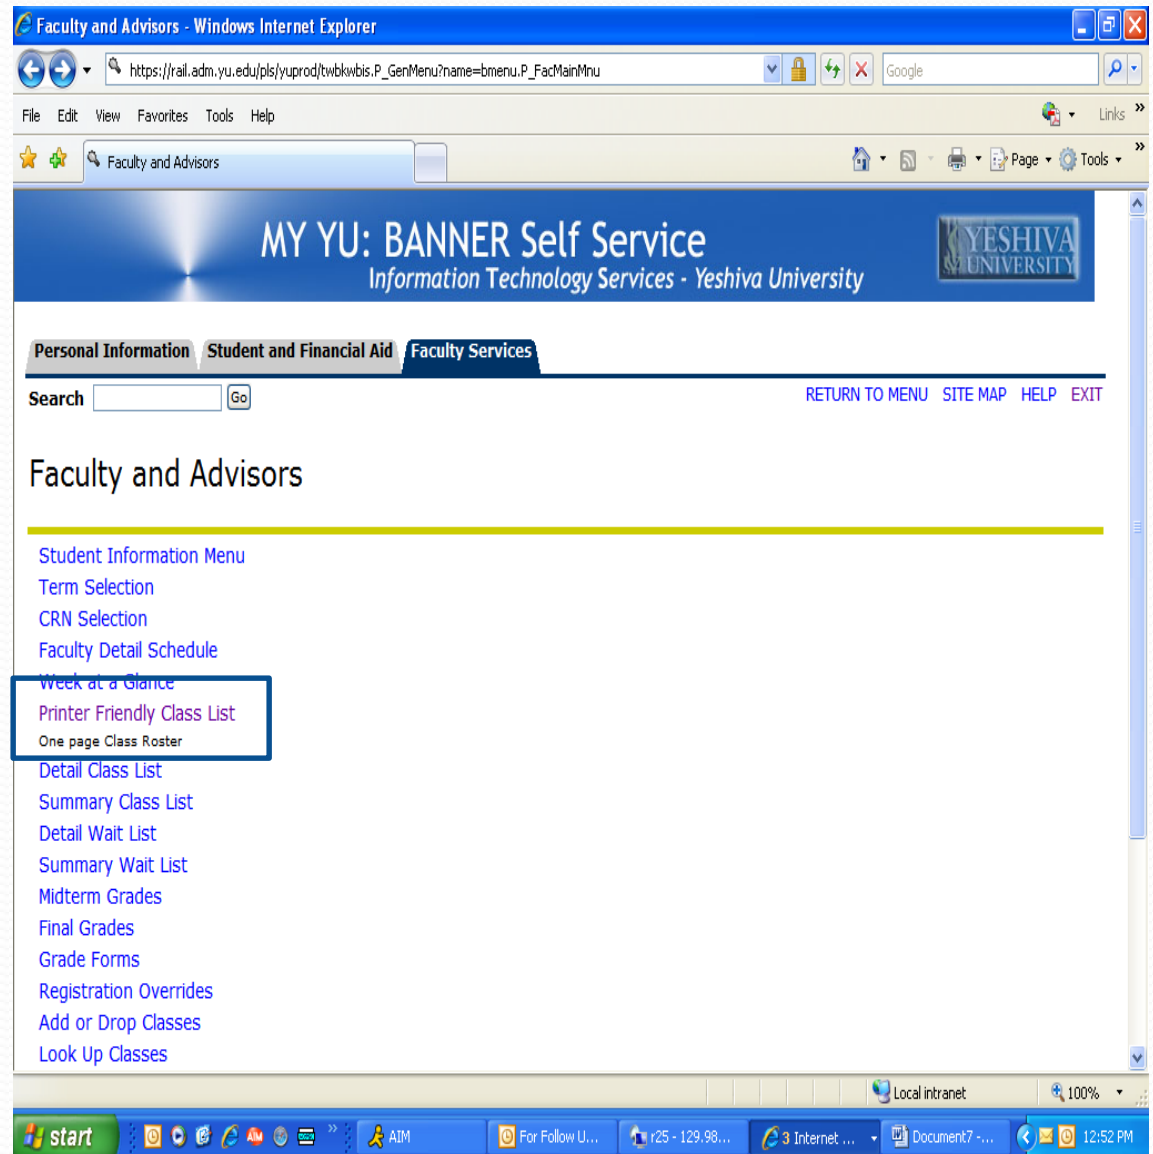 Faculty and Advisors - Windows Internet Explorer
https://rail.adm.yu.edu/pls/yuprod/twbkwbis.P_GenMenu?name=bmenu.P_FacMainMnu
Google
File Edit View Favorites Tools Help
Links »
Faculty and Advisors
Page Tools »
MY YU: BANNER Self Service
Information Technology Services - Yeshiva University
YESHIVA
UNIVERSITY
Personal Information Student and Financial Aid Faculty Services
Search Go
RETURN TO MENU SITE MAP HELP EXIT
Faculty and Advisors
Student Information Menu
Term Selection
CRN Selection
Faculty Detail Schedule
Week at a Glance
Printer Friendly Class List
One page Class Roster
Detail Class List
Summary Class List
Detail Wait List
Summary Wait List
Midterm Grades
Final Grades
Grade Forms
Registration Overrides
Add or Drop Classes
Look Up Classes
Local intranet 100%
start » AIM For Follow U... r25 - 129.98... 3 Internet ... Document7 -... 12:52 PM